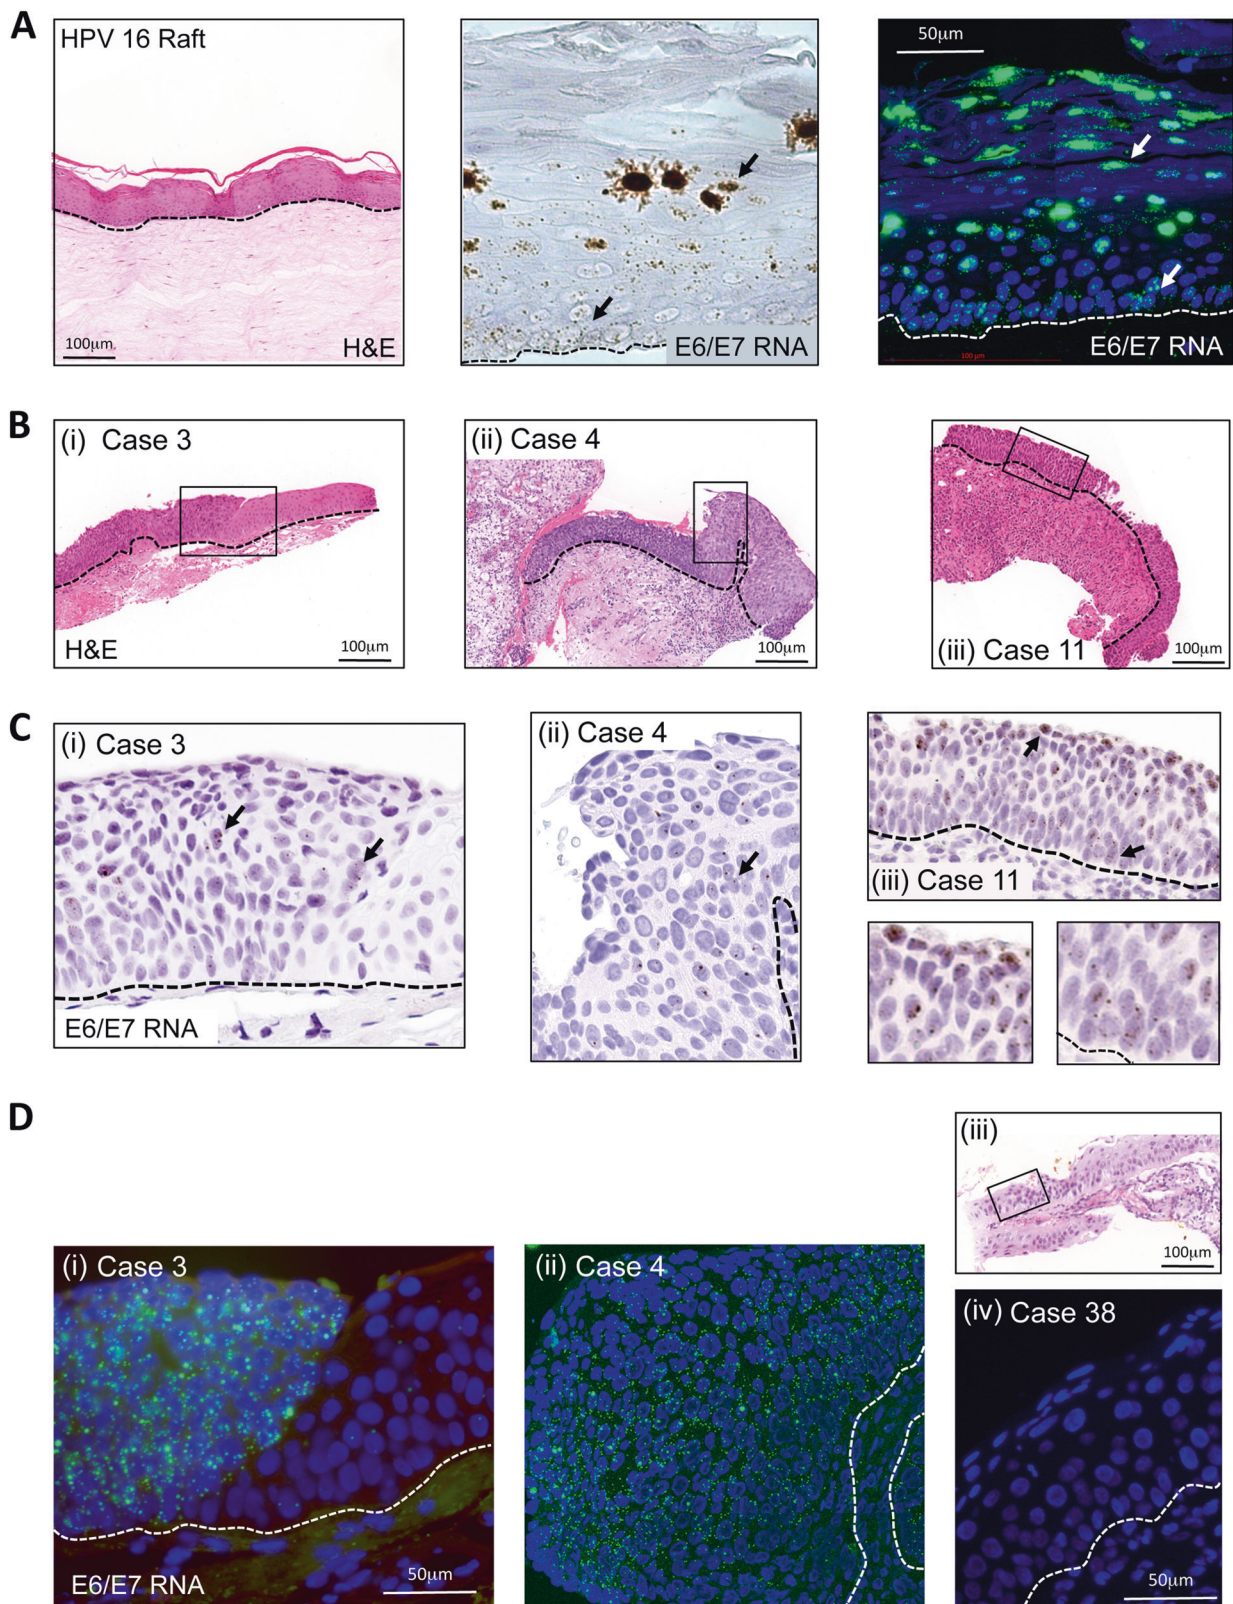 A
HPV 16 Raft
100µm
H&E
E6/E7 RNA
50µm
100 µm
E6/E7 RNA
B
(i) Case 3
H&E
100µm
(ii) Case 4
100µm
(iii) Case 11
100µm
C
(i) Case 3
E6/E7 RNA
(ii) Case 4
(iii) Case 11
D
(i) Case 3
E6/E7 RNA
50µm
(ii) Case 4
(iii)
100µm
(iv) Case 38
50µm